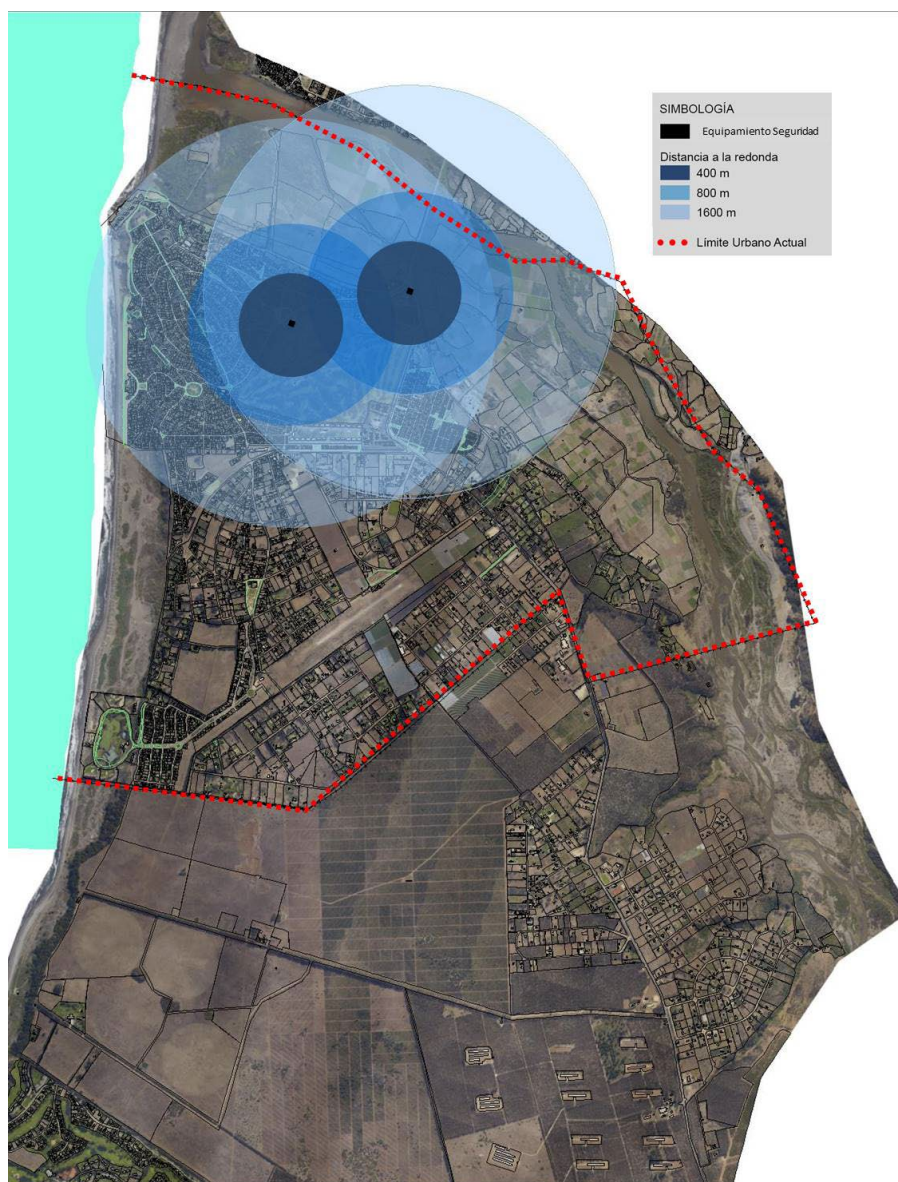 SIMBOLOGÍA
Equipamiento Seguridad
Distancia a la redonda
400 m
800 m
1600 m
Límite Urbano Actual